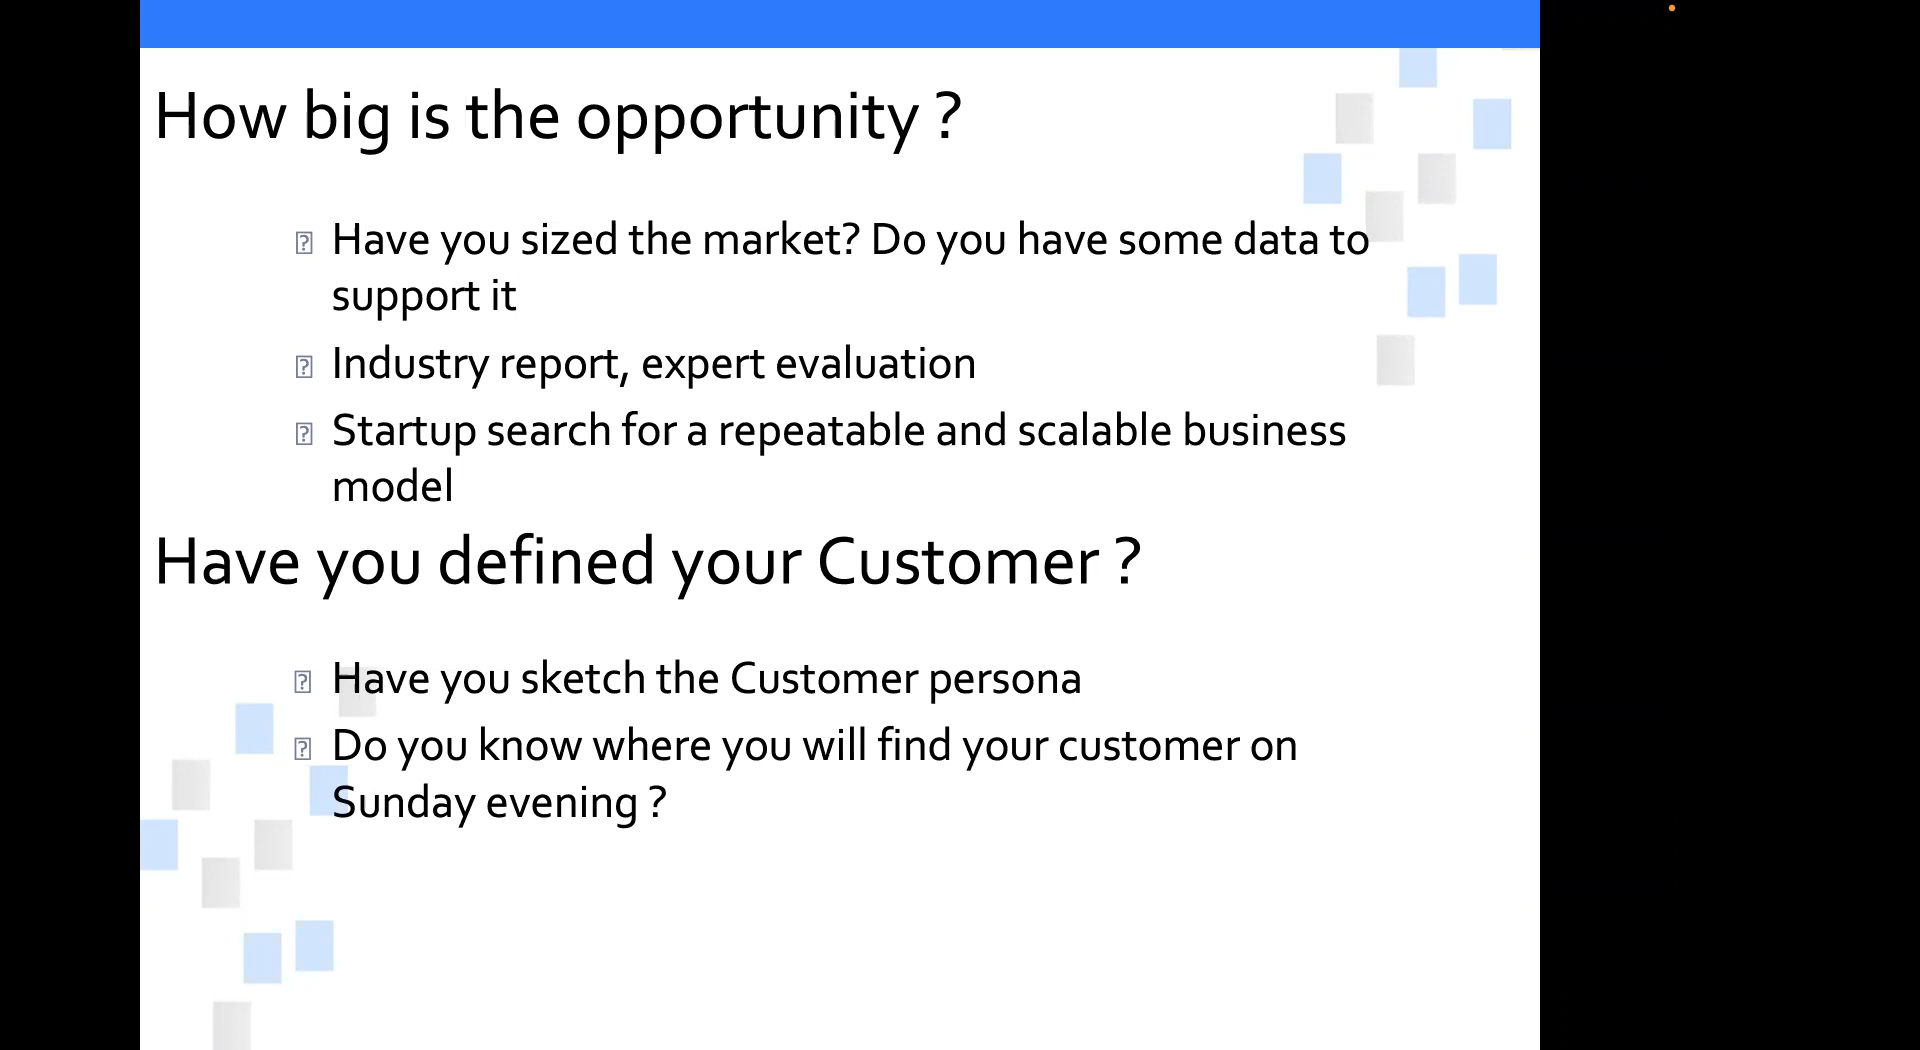 How big is the opportunity ?
Have you sized the market? Do you have some data to
support it
Industry report, expert evaluation
Startup search for a repeatable and scalable business
model
Have you defined your Customer ?
Have you sketch the Customer persona
Do you know where you will find your customer on
Sunday evening ?